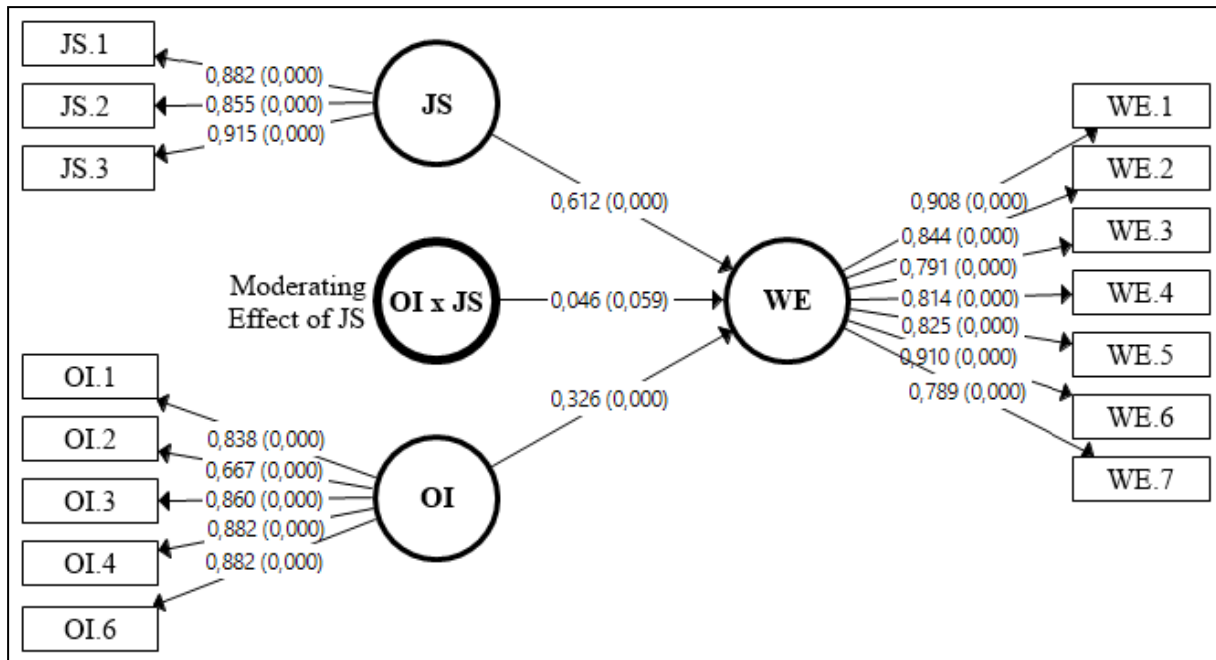 JS.1
JS.2
JS.3
0,882 (0,000)
0,855 (0,000)
0,915 (0,000)
JS
0,612 (0,000)
Moderating
Effect of JS
OI x JS
0,046 (0,059)
OI.1
OI.2
OI.3
OI.4
OI.6
0,838 (0,000)
0,667 (0,000)
0,860 (0,000)
0,882 (0,000)
0,882 (0,000)
OI
0,326 (0,000)
WE
0,908 (0,000)
0,844 (0,000)
0,791 (0,000)
0,814 (0,000)
0,825 (0,000)
0,910 (0,000)
0,789 (0,000)
WE.1
WE.2
WE.3
WE.4
WE.5
WE.6
WE.7